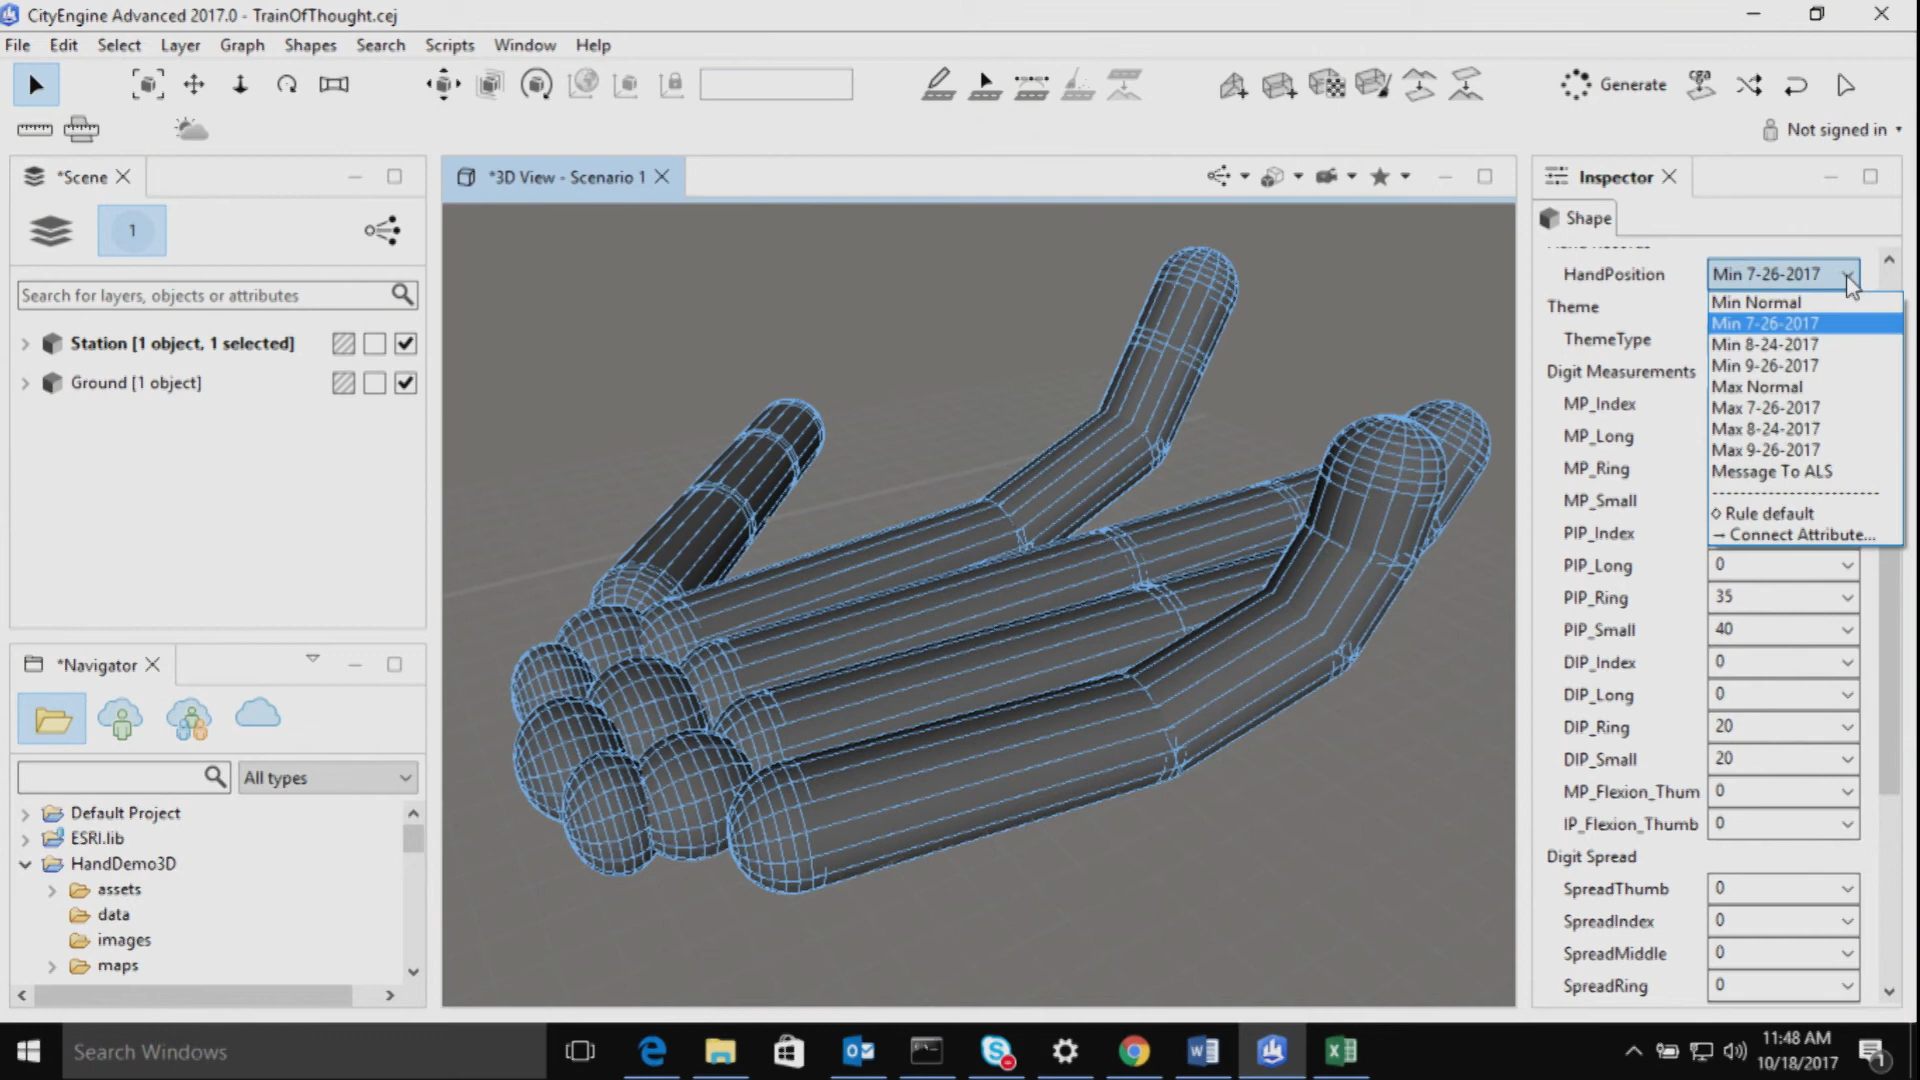 CityEngine Advanced 2017.0 - TrainOfThought.cej
File Edit Select Layer Graph Shapes Search Scripts Window Help
Generate
Not signed in
*Scene
*3D View - Scenario 1
Inspector
1
Shape
Search for layers, objects or attributes
Station [1 object, 1 selected]
Ground [1 object]
*Navigator
All types
Default Project
ESRI.lib
HandDemo3D
assets
data
images
maps
HandPosition Min 7-26-2017
Min Normal
Min 7-26-2017
Min 8-24-2017
Min 9-26-2017
Max Normal
Max 7-26-2017
Max 8-24-2017
Max 9-26-2017
Message To ALS
Rule default
Connect Attribute...
Theme
ThemeType
Digit Measurements
MP_Index
MP_Long
MP_Ring
MP_Small
PIP_Index
PIP_Long 0
PIP_Ring 35
PIP_Small 40
DIP_Index 0
DIP_Long 0
DIP_Ring 20
DIP_Small 20
MP_Flexion_Thum 0
IP_Flexion_Thumb 0
Digit Spread
SpreadThumb 0
SpreadIndex 0
SpreadMiddle 0
SpreadRing 0
Search Windows
11:48 AM
10/18/2017
1